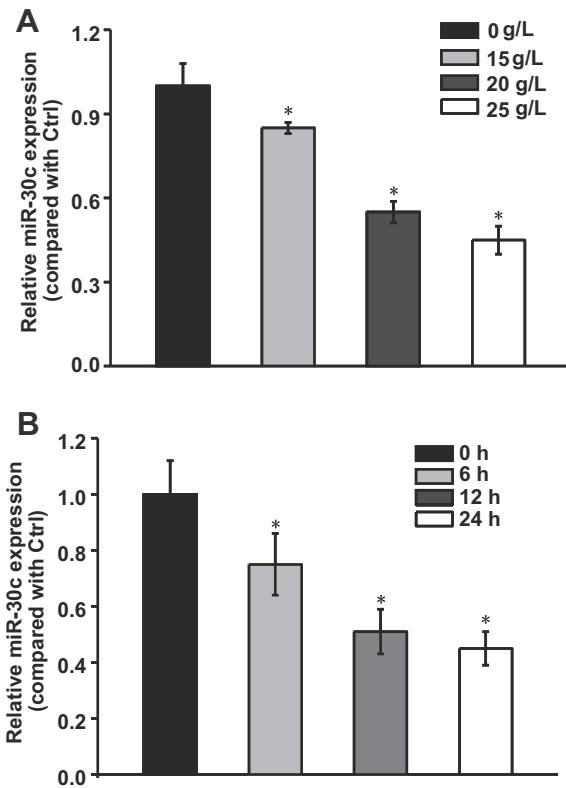 A
1.2
0.9
0.6
0.3
0.0
Relative miR-30c expression
(compared with Ctrl)
0 g/L
15 g/L
20 g/L
25 g/L
*
*
*
B
1.2
1.0
0.8
0.6
0.4
0.2
0.0
Relative miR-30c expression
(compared with Ctrl)
0 h
6 h
12 h
24 h
*
*
*